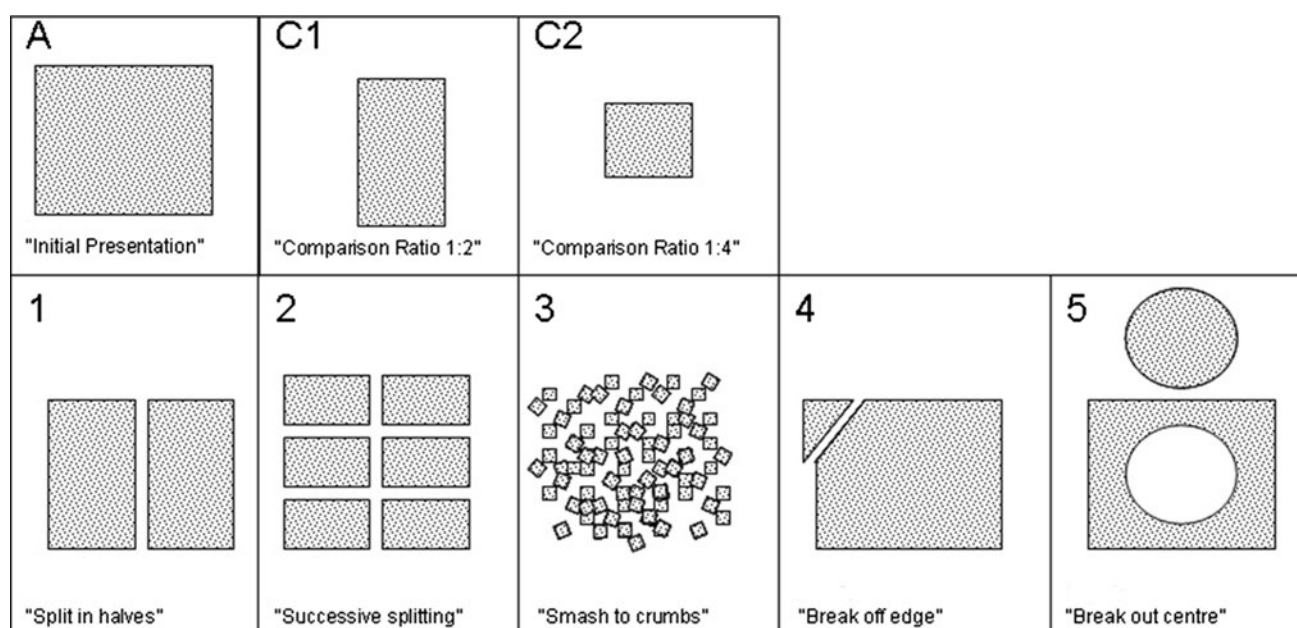 A
C1
C2
"Initial Presentation"
"Comparison Ratio 1:2"
"Comparison Ratio 1:4"
1
2
3
4
5
"Split in halves"
"Successive splitting"
"Smash to crumbs"
"Break off edge"
"Break out centre"